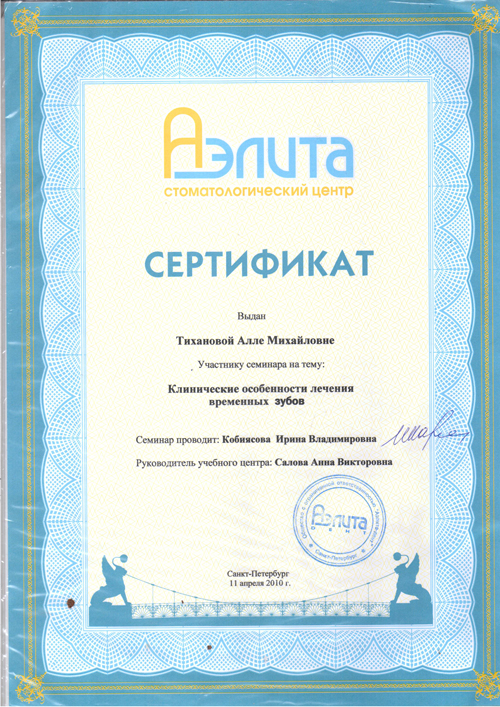 Аэлита
стоматологический центр
СЕРТИФИКАТ
Выдан
Тихановой Алле Михайловне
Участнику семинара на тему:
Клинические особенности лечения
временных зубов
Семинар проводит: Кобиясова Ирина Владимировна
Руководитель учебного центра: Салова Анна Викторовна
Аэлита
Санкт-Петербург
Санкт-Петербург
11 апреля 2010 г.